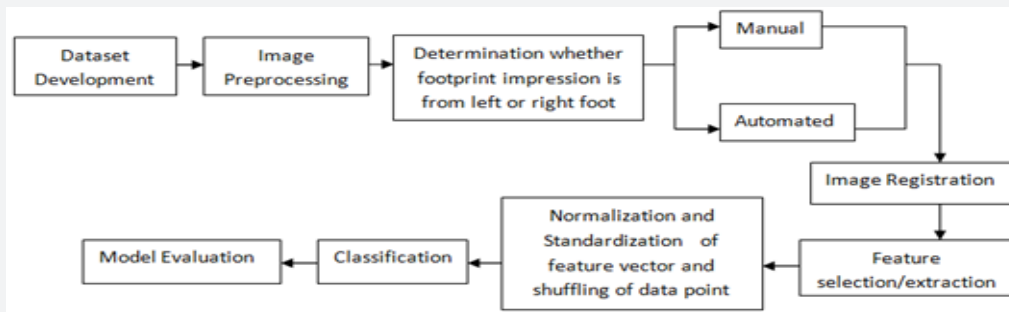 Dataset
Development
Image
Preprocessing
Determination whether
footprint impression is
from left or right foot
Manual
Automated
Image Registration
Feature
selection/extraction
Normalization and
Standardization of
feature vector and
shuffling of data point
Classification
Model Evaluation